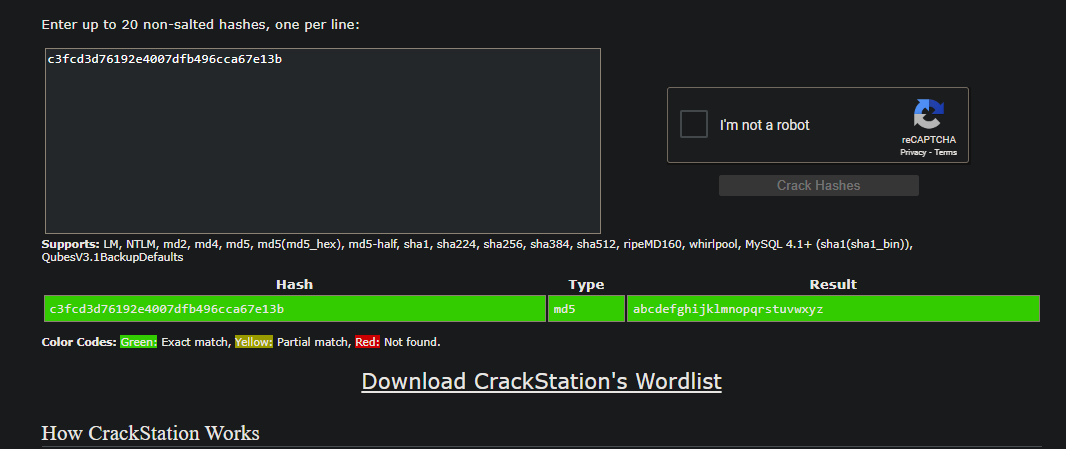 Enter up to 20 non-salted hashes, one per line:
c3fcd3d76192e4007dfb496cca67e13b
I'm not a robot
reCAPTCHA
Privacy - Terms
Crack Hashes
Supports: LM, NTLM, md2, md4, md5, md5(md5_hex), md5-half, sha1, sha224, sha256, sha384, sha512, ripeMD160, whirlpool, MySQL 4.1+ (sha1(sha1_bin)),
QubesV3.1BackupDefaults
Hash Type Result
c3fcd3d76192e4007dfb496cca67e13b md5 abcdefghijklmnopqrstuvwxyz
Color Codes: Green: Exact match, Yellow: Partial match, Red: Not found.
Download CrackStation's Wordlist
How CrackStation Works